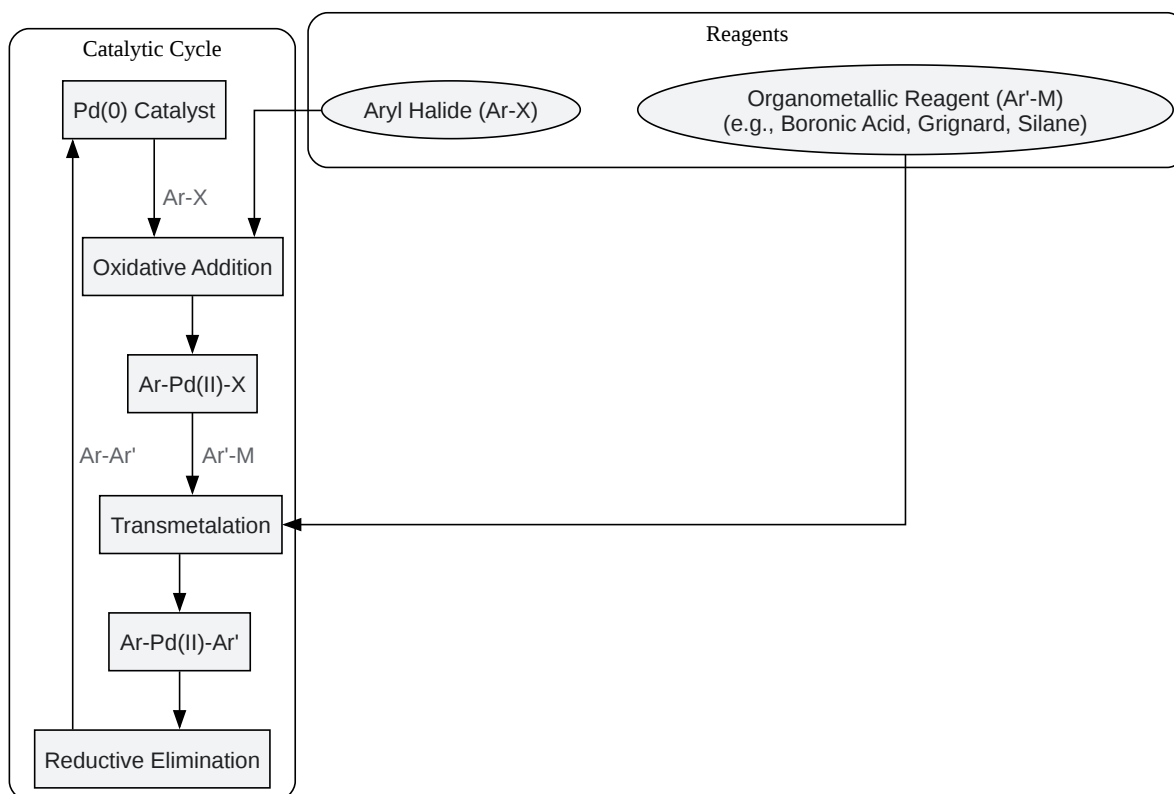 Catalytic Cycle
Reagents
Pd(0) Catalyst
Aryl Halide (Ar-X)
Organometallic Reagent (Ar'-M)
(e.g., Boronic Acid, Grignard, Silane)
Ar-X
Oxidative Addition
Ar-Pd(II)-X
Ar-Ar'
Ar'-M
Transmetalation
Ar-Pd(II)-Ar'
Reductive Elimination